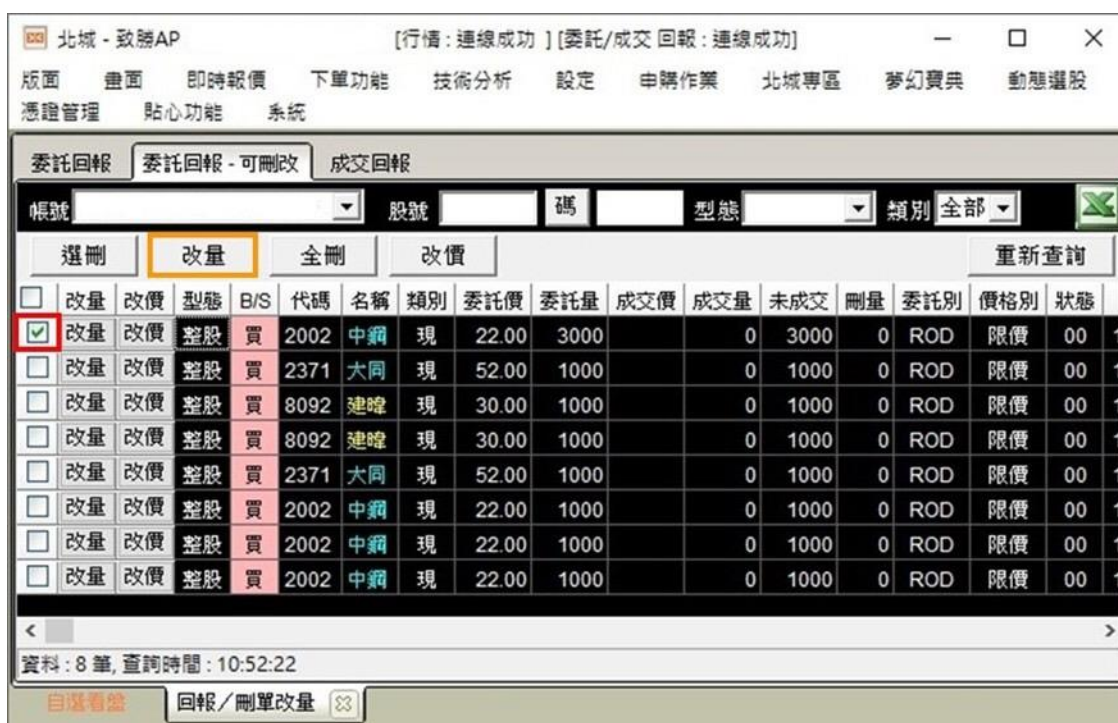 北城 - 致勝AP [行情 : 連線成功 ] [委託/成交 回報 : 連線成功]
版面 畫面 即時報價 下單功能 技術分析 設定 申購作業 北城專區 夢幻寶典 動態選股
憑證管理 貼心功能 系統
委託回報 委託回報 - 可刪改 成交回報
帳號 股號 碼 型態 類別 全部
選刪 改量 全刪 改價 重新查詢
改量 改價 型態 B/S 代碼 名稱 類別 委託價 委託量 成交價 成交量 未成交 刪量 委託別 價格別 狀態
改量 改價 整股 買 2002 中鋼 現 22.00 3000 0 3000 0 ROD 限價 00
改量 改價 整股 買 2371 大同 現 52.00 1000 0 1000 0 ROD 限價 00
改量 改價 整股 買 8092 建暐 現 30.00 1000 0 1000 0 ROD 限價 00
改量 改價 整股 買 8092 建暐 現 30.00 1000 0 1000 0 ROD 限價 00
改量 改價 整股 買 2371 大同 現 52.00 1000 0 1000 0 ROD 限價 00
改量 改價 整股 買 2002 中鋼 現 22.00 1000 0 1000 0 ROD 限價 00
改量 改價 整股 買 2002 中鋼 現 22.00 1000 0 1000 0 ROD 限價 00
改量 改價 整股 買 2002 中鋼 現 22.00 1000 0 1000 0 ROD 限價 00
資料 : 8 筆, 查詢時間 : 10:52:22
自選看盤 回報／刪單改量